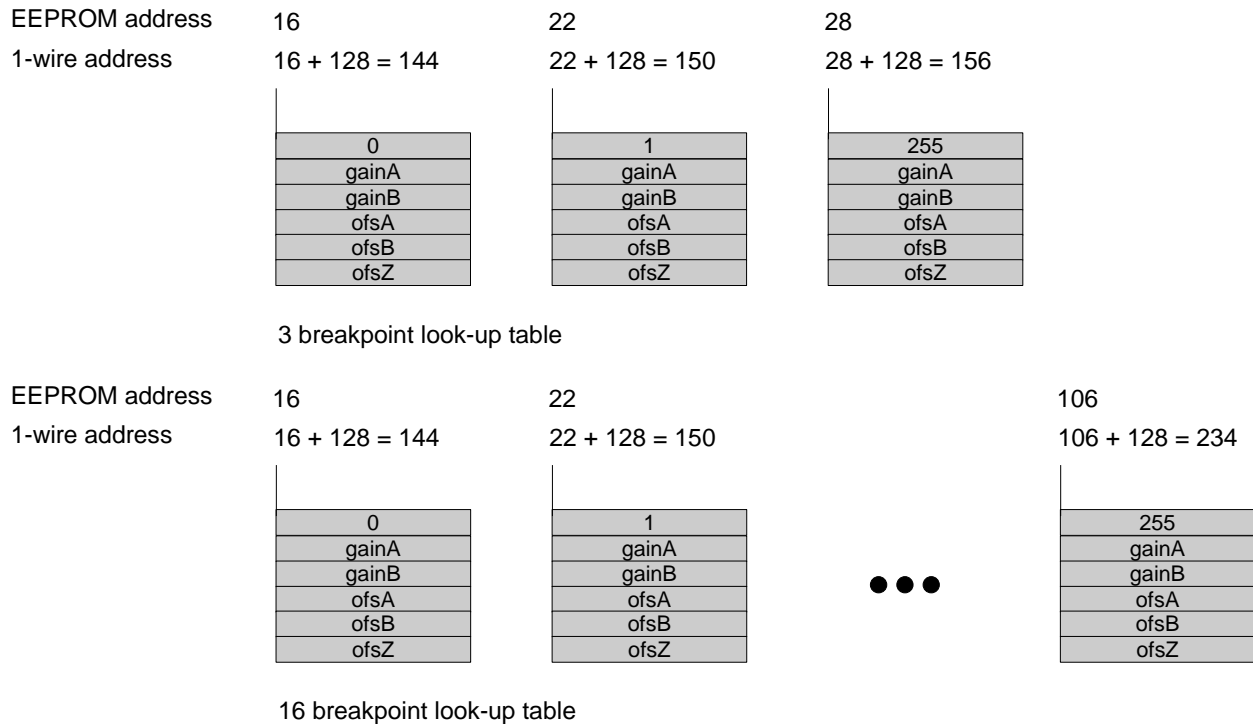 EEPROM address 16 22 28
1-wire address 16 + 128 = 144 22 + 128 = 150 28 + 128 = 156
0 1 255
gainA gainA gainA
gainB gainB gainB
ofsA ofsA ofsA
ofsB ofsB ofsB
ofsZ ofsZ ofsZ
3 breakpoint look-up table
EEPROM address 16 22 106
1-wire address 16 + 128 = 144 22 + 128 = 150 106 + 128 = 234
0 1 255
gainA gainA gainA
gainB gainB gainB
ofsA ofsA ofsA
ofsB ofsB ofsB
ofsZ ofsZ ofsZ
16 breakpoint look-up table